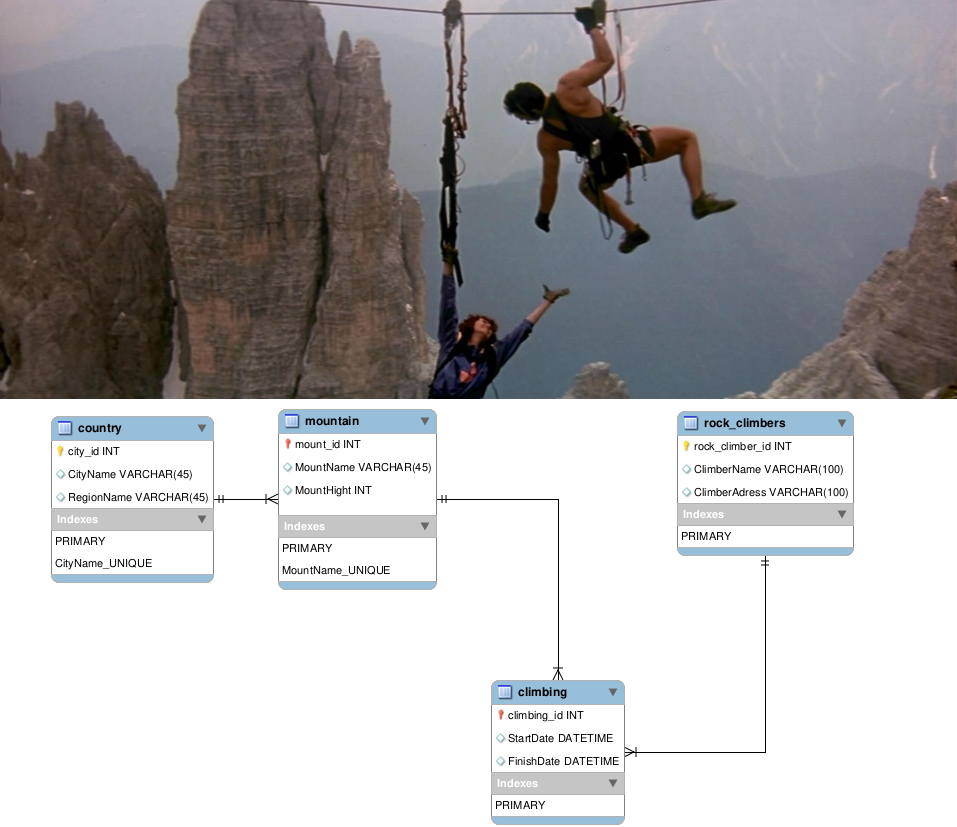 country
city_id INT
CityName VARCHAR(45)
RegionName VARCHAR(45)
Indexes
PRIMARY
CityName_UNIQUE
mountain
mount_id INT
MountName VARCHAR(45)
MountHight INT
Indexes
PRIMARY
MountName_UNIQUE
rock_climbers
rock_climber_id INT
ClimberName VARCHAR(100)
ClimberAdress VARCHAR(100)
Indexes
PRIMARY
climbing
climbing_id INT
StartDate DATETIME
FinishDate DATETIME
Indexes
PRIMARY